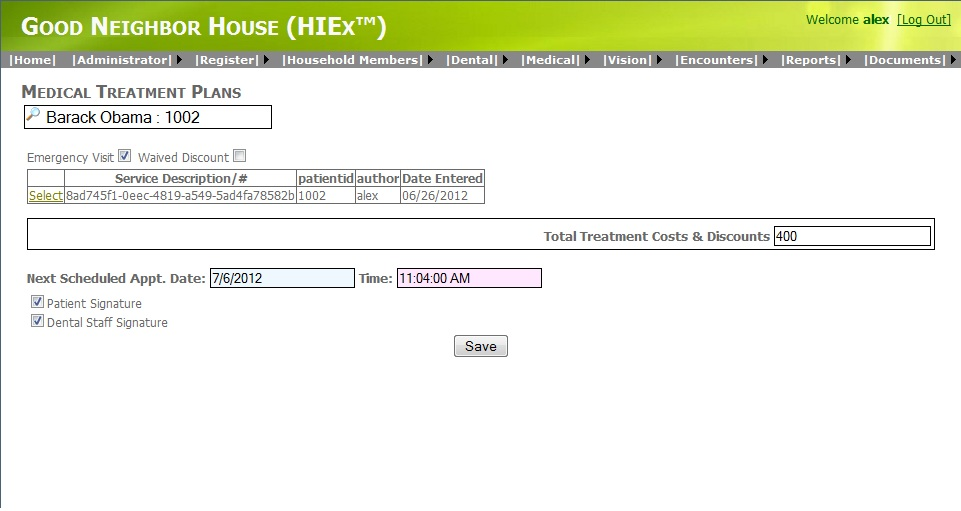 GOOD NEIGHBOR HOUSE (HIEX™)
Welcome alex [Log Out]
|Home| |Administrator| |Register| |Household Members| |Dental| |Medical| |Vision| |Encounters| |Reports| |Documents|
MEDICAL TREATMENT PLANS
Barack Obama : 1002
Emergency Visit Waived Discount
Service Description/# patientid author Date Entered
Select 8ad745f1-0eec-4819-a549-5ad4fa78582b 1002 alex 06/26/2012
Total Treatment Costs & Discounts 400
Next Scheduled Appt. Date: 7/6/2012 Time: 11:04:00 AM
Patient Signature
Dental Staff Signature
Save